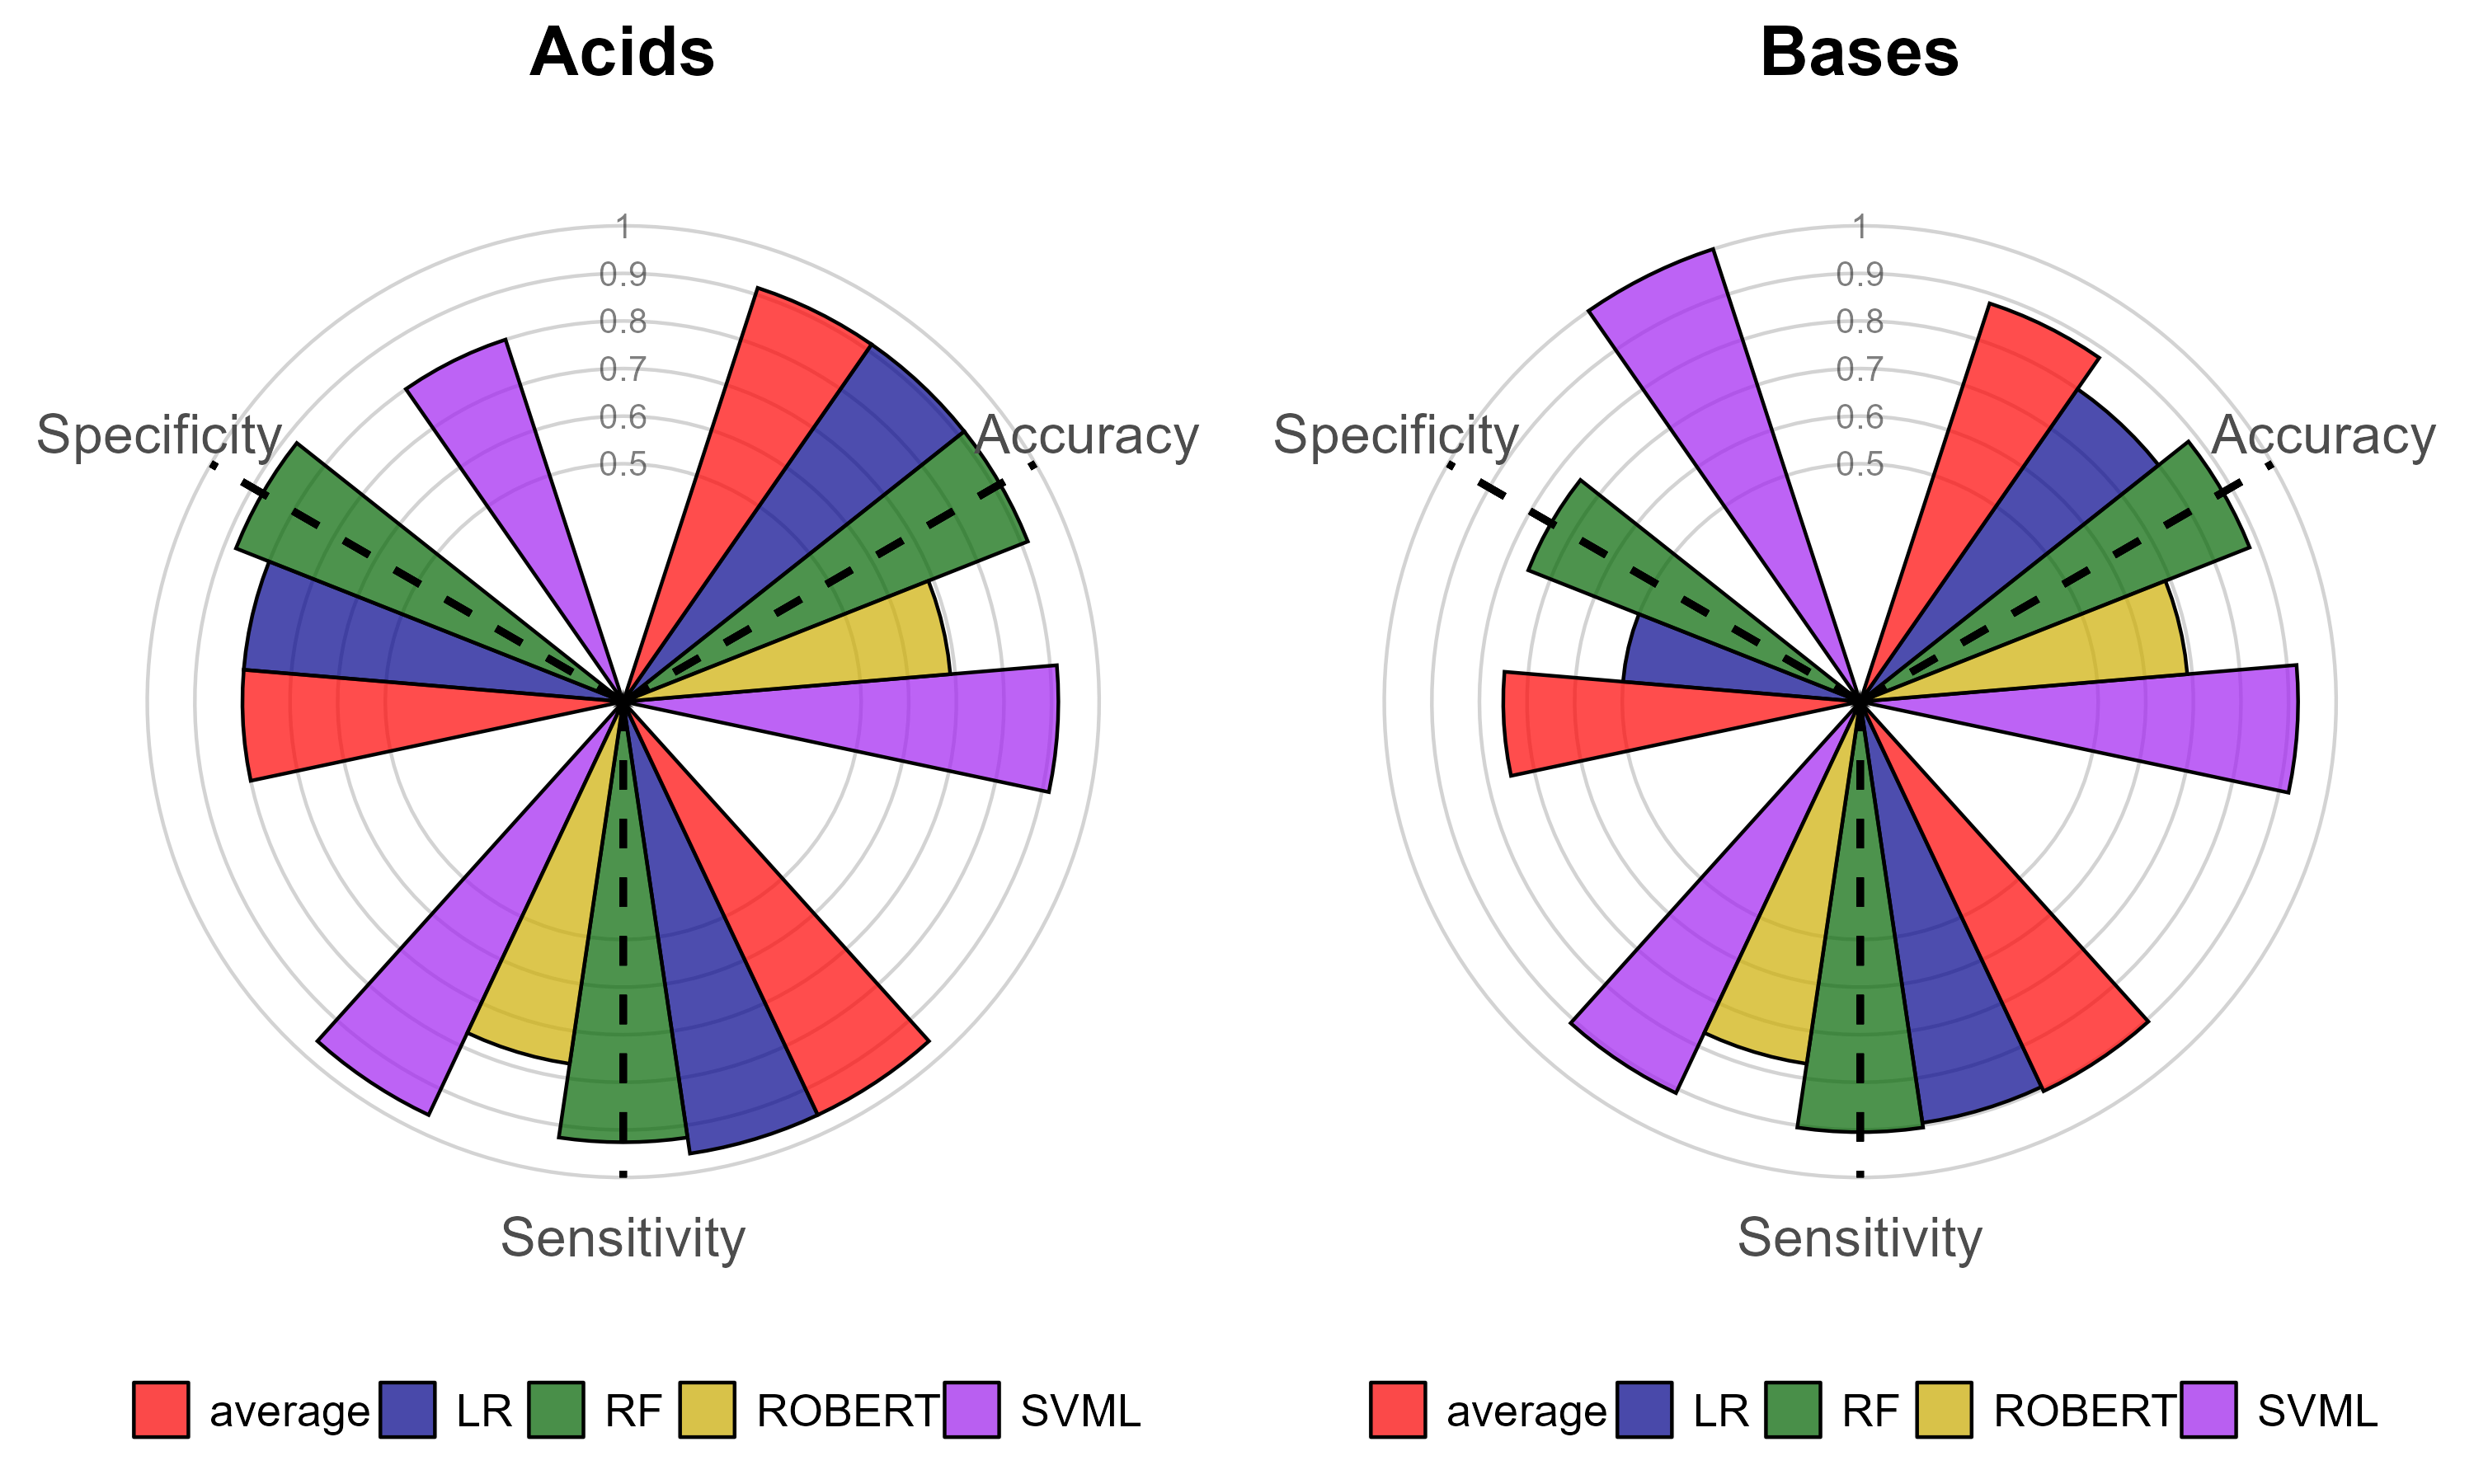 Acids
Bases
1
0.9
0.8
0.7
0.6
0.5
Specificity
Accuracy
Sensitivity
1
0.9
0.8
0.7
0.6
0.5
Specificity
Accuracy
Sensitivity
average LR RF ROBERT SVML
average LR RF ROBERT SVML